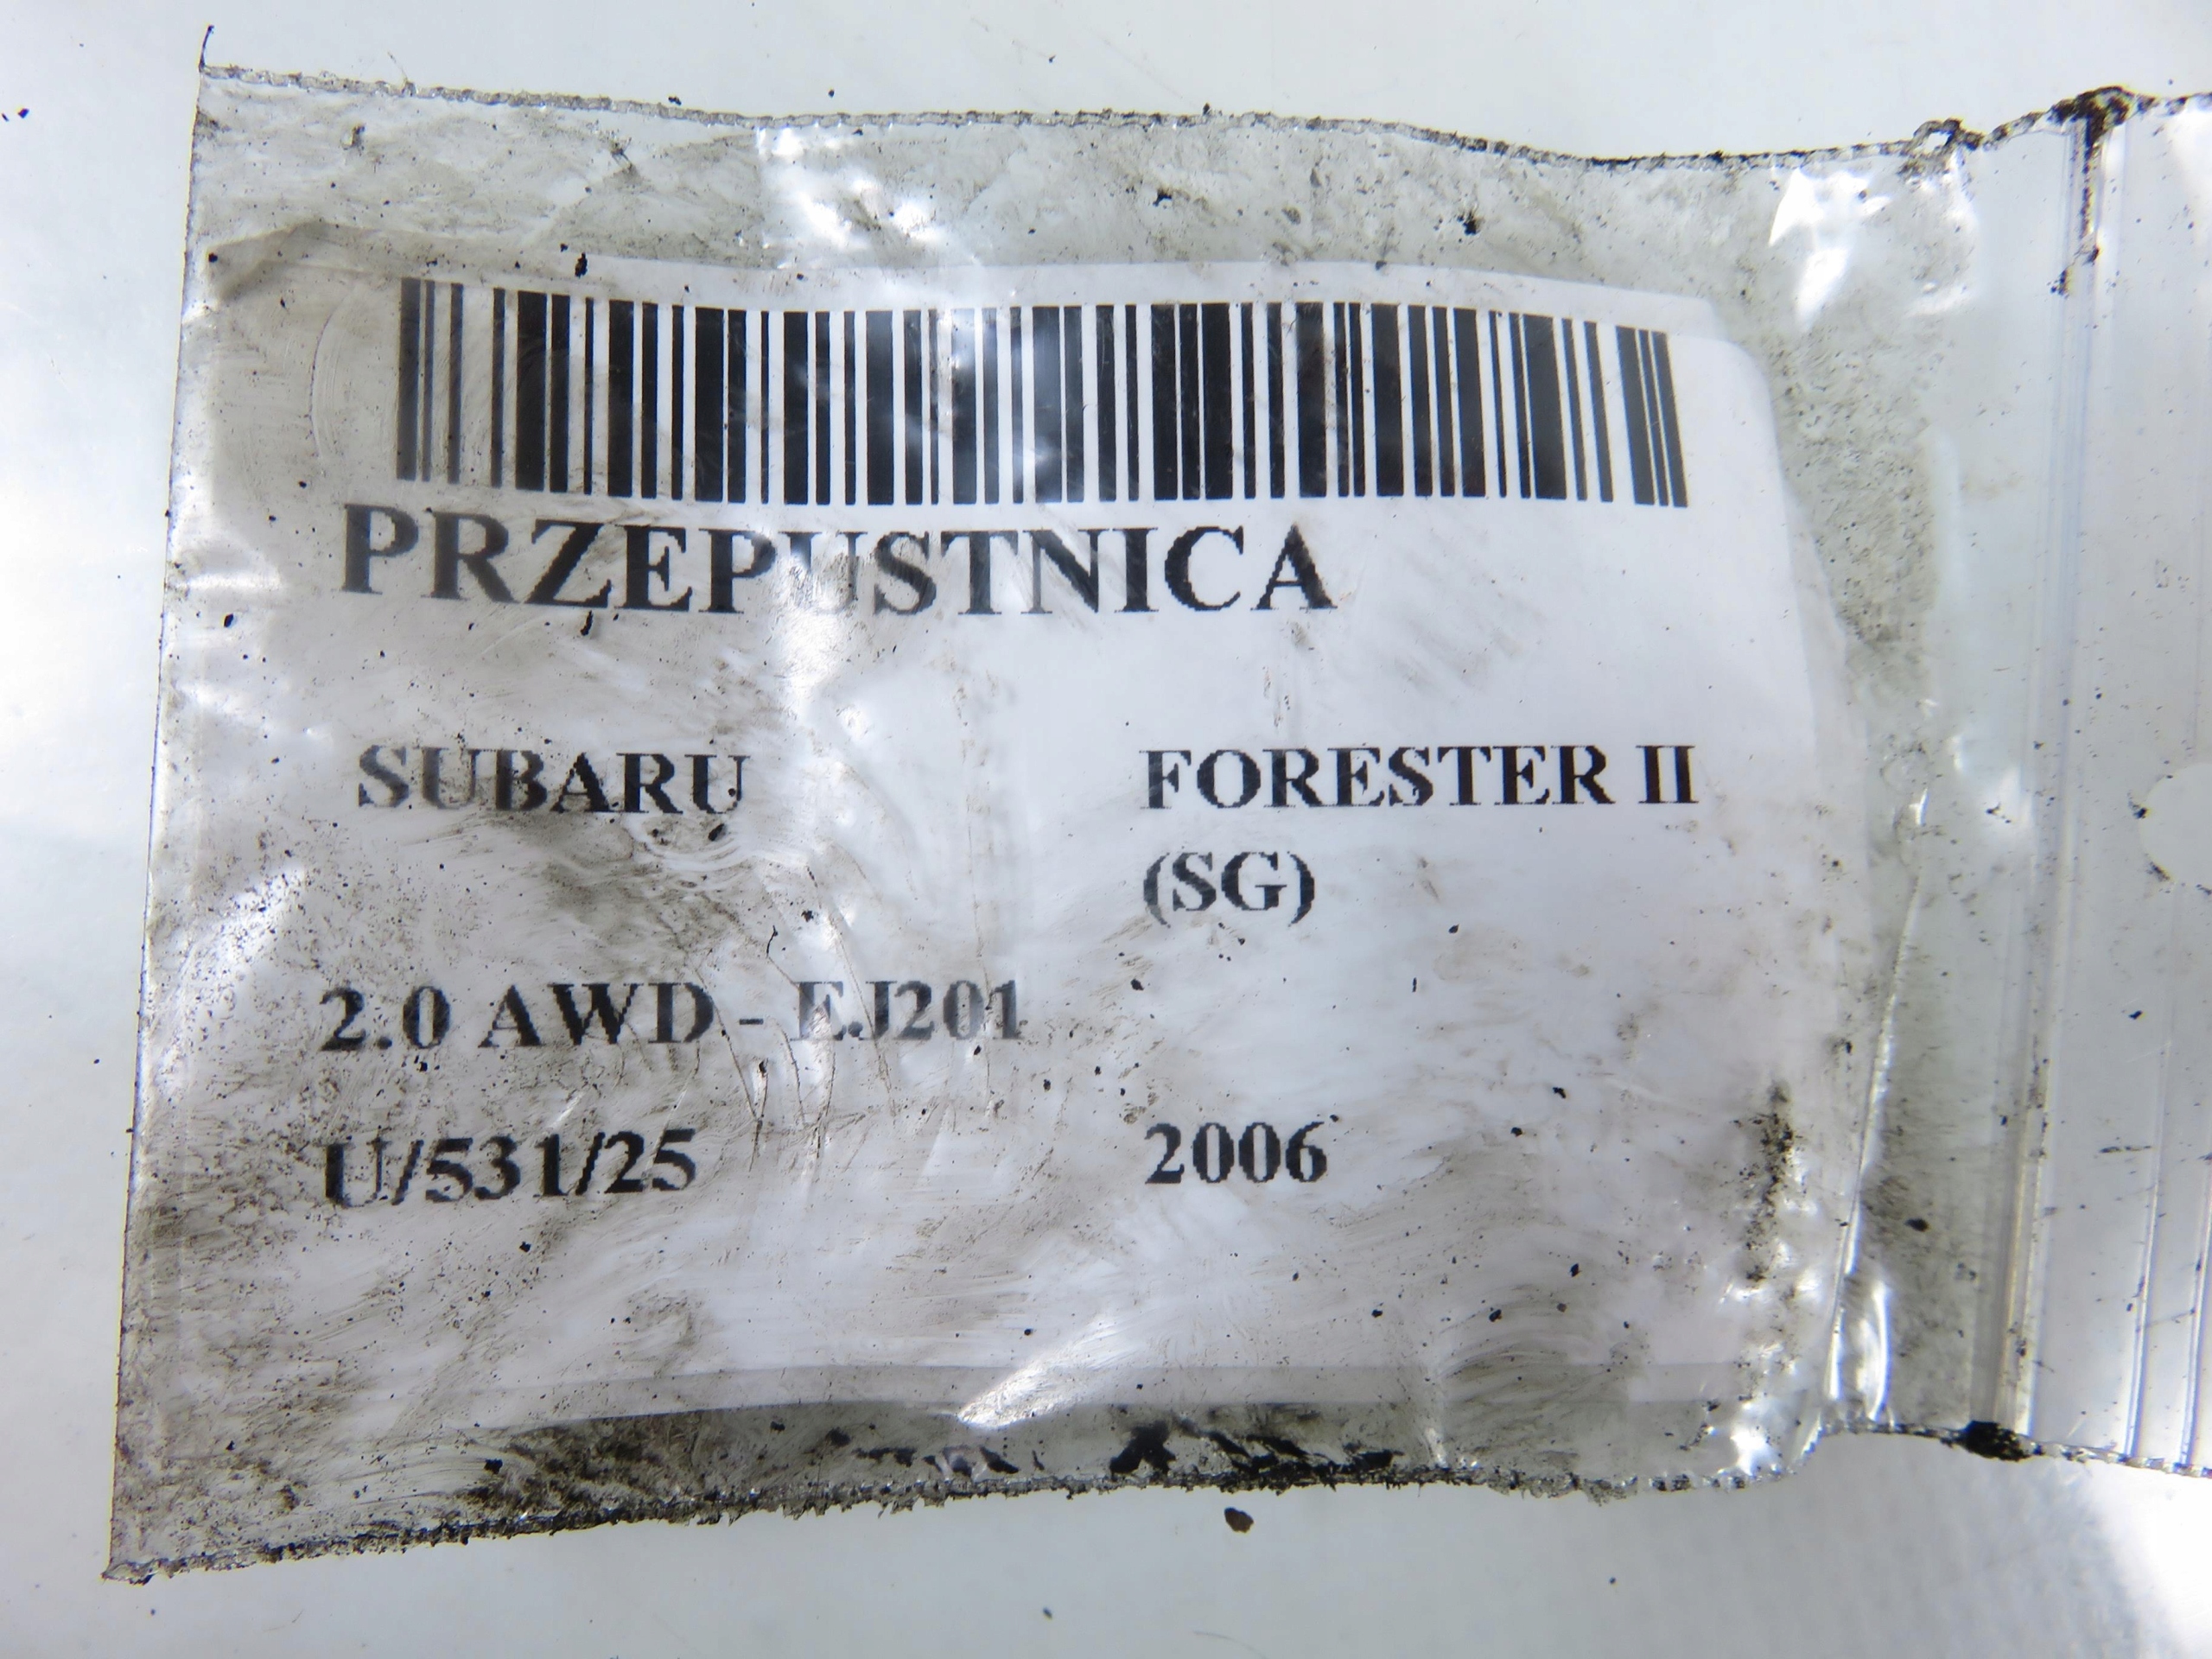 PRZEPUSTNICA
SUBARU FORESTER II
(SG)
2.0 AWD - EJ201
U/531/25 2006